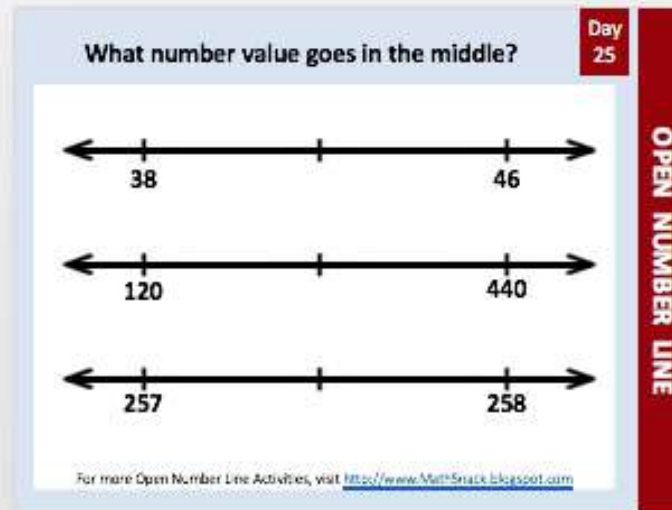 Day
25
What number value goes in the middle?
38 46
120 440
257 258
For more Open Number Line Activities, visit http://www.MathSnack.blogspot.com
OPEN NUMBER LINE